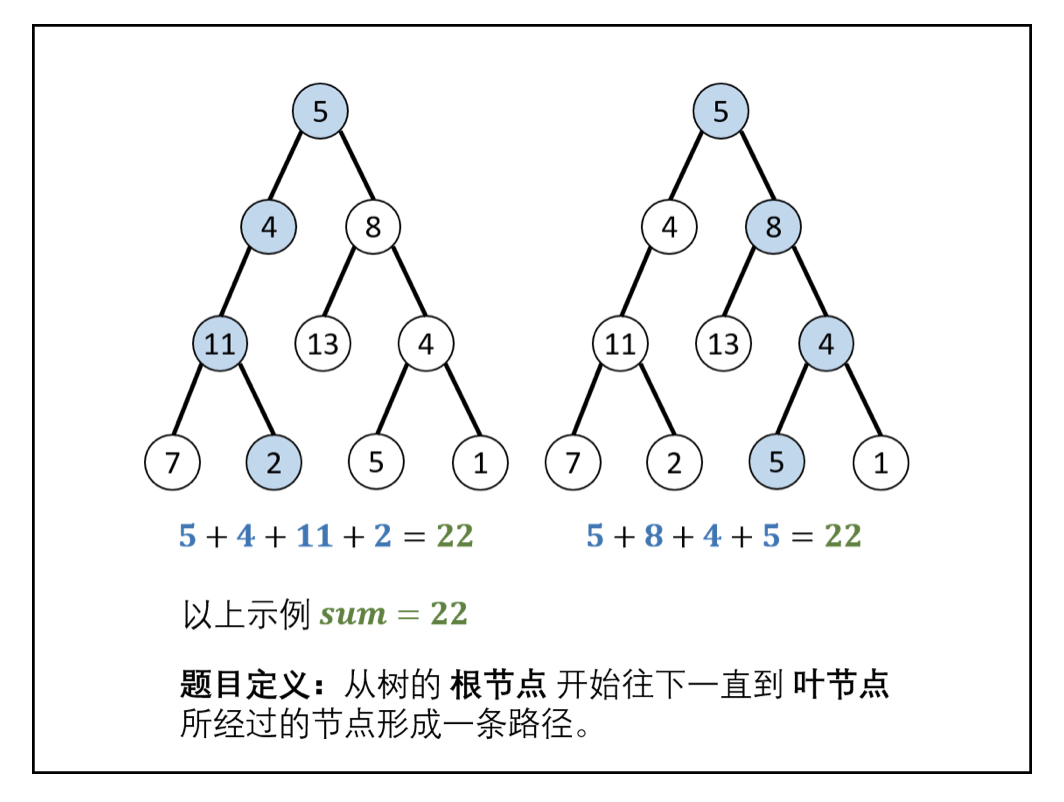 5 5
4 8 4 8
11 13 4 11 13 4
7 2 5 1 7 2 5 1
5 + 4 + 11 + 2 = 22 5 + 8 + 4 + 5 = 22
以上示例 sum = 22
题目定义：从树的 根节点 开始往下一直到 叶节点
所经过的节点形成一条路径。